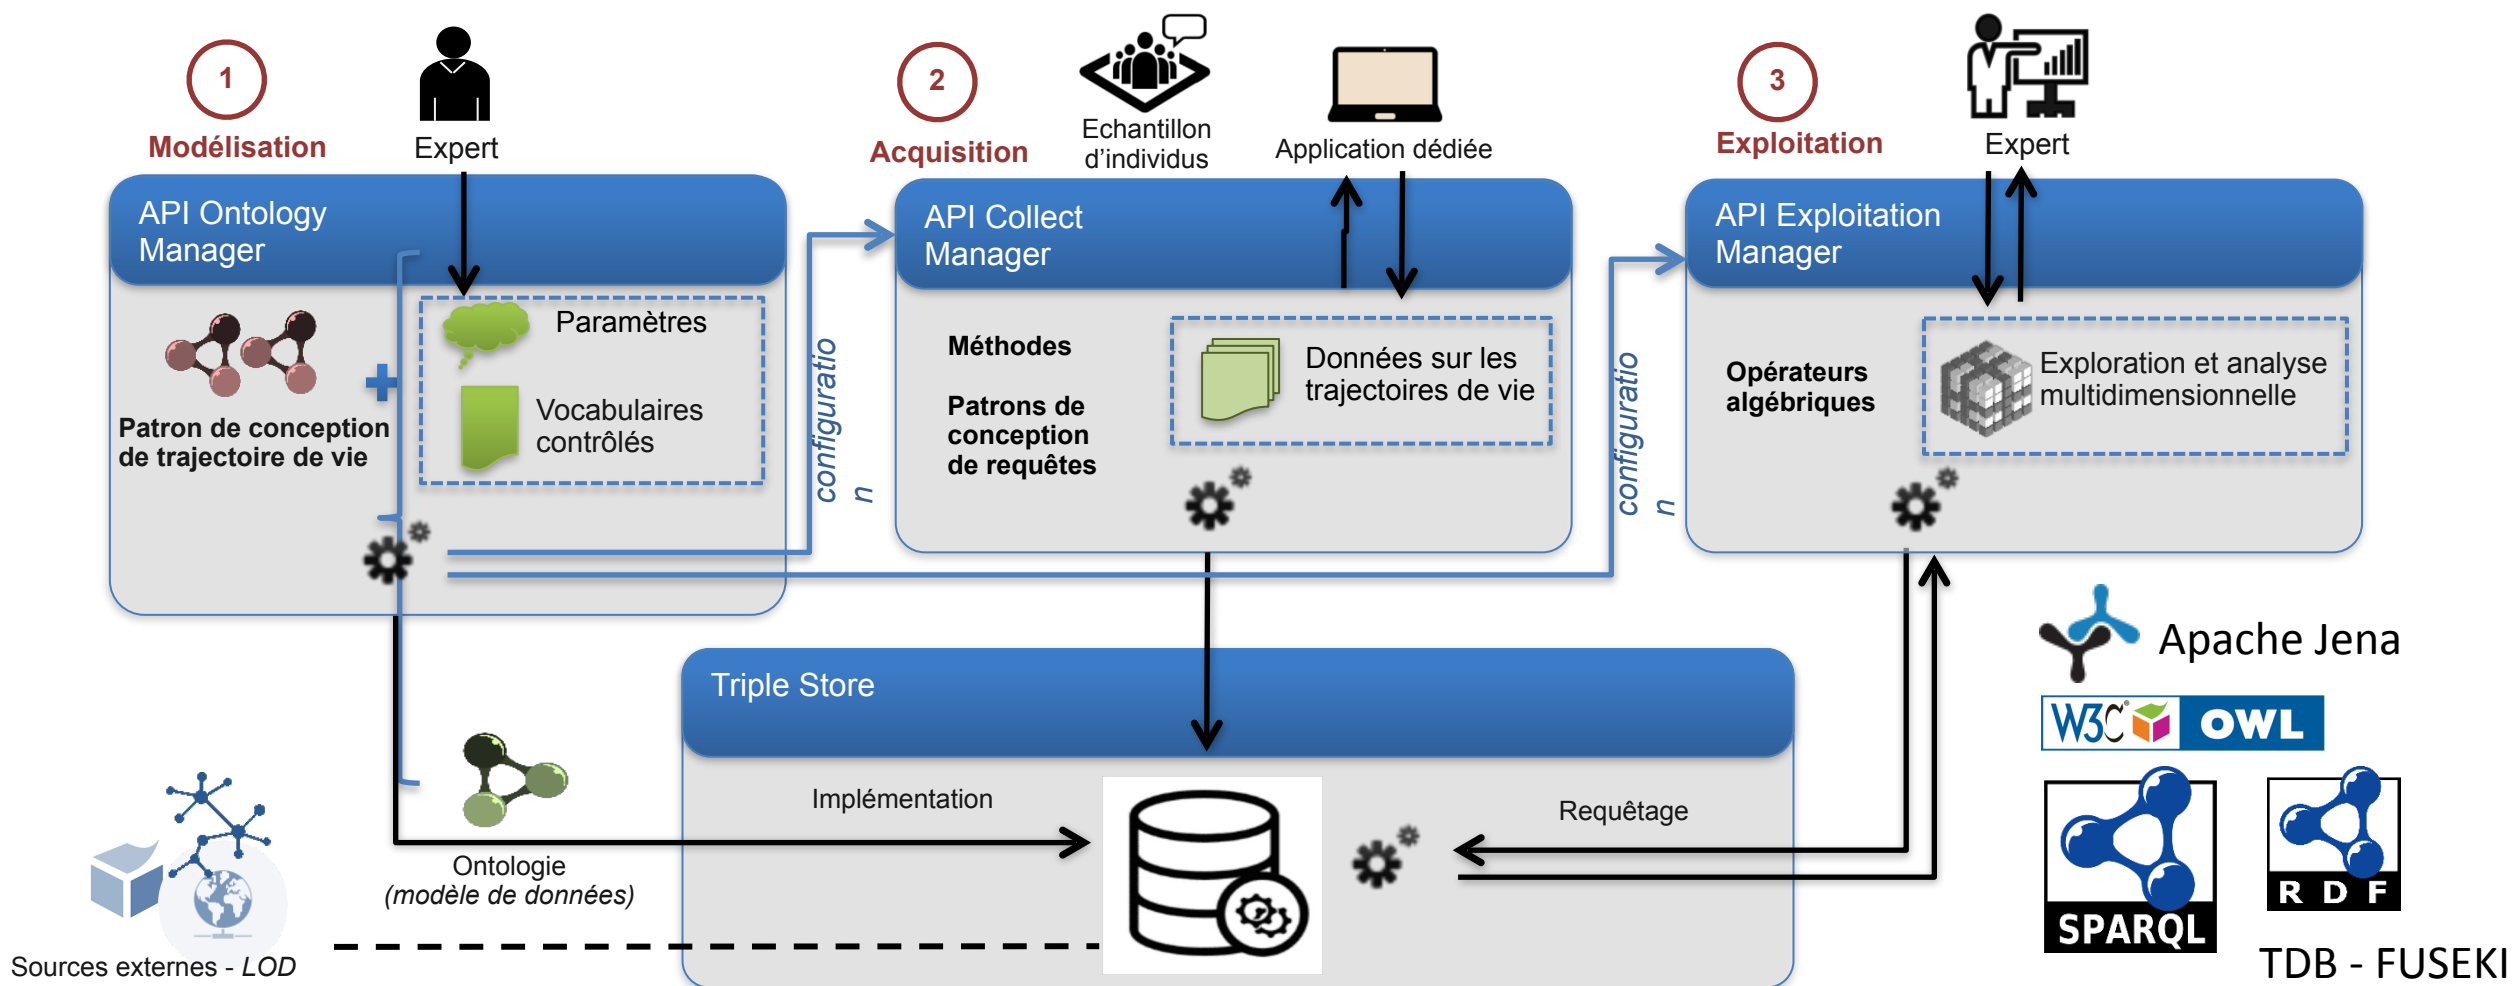 1
Modélisation
Expert
2
Acquisition
Echantillon
d'individus
Application dédiée
3
Exploitation
Expert
API Ontology
Manager
Paramètres
Vocabulaires
contrôlés
Patron de conception
de trajectoire de vie
configuratio
n
API Collect
Manager
Méthodes
Patrons de
conception
de requêtes
Données sur les
trajectoires de vie
configuratio
n
API Exploitation
Manager
Opérateurs
algébriques
Exploration et analyse
multidimensionnelle
Triple Store
Implémentation
Requêtage
Ontologie
(modèle de données)
Sources externes - LOD
Apache Jena
W3C® OWL
SPARQL
RDF
TDB - FUSEKI